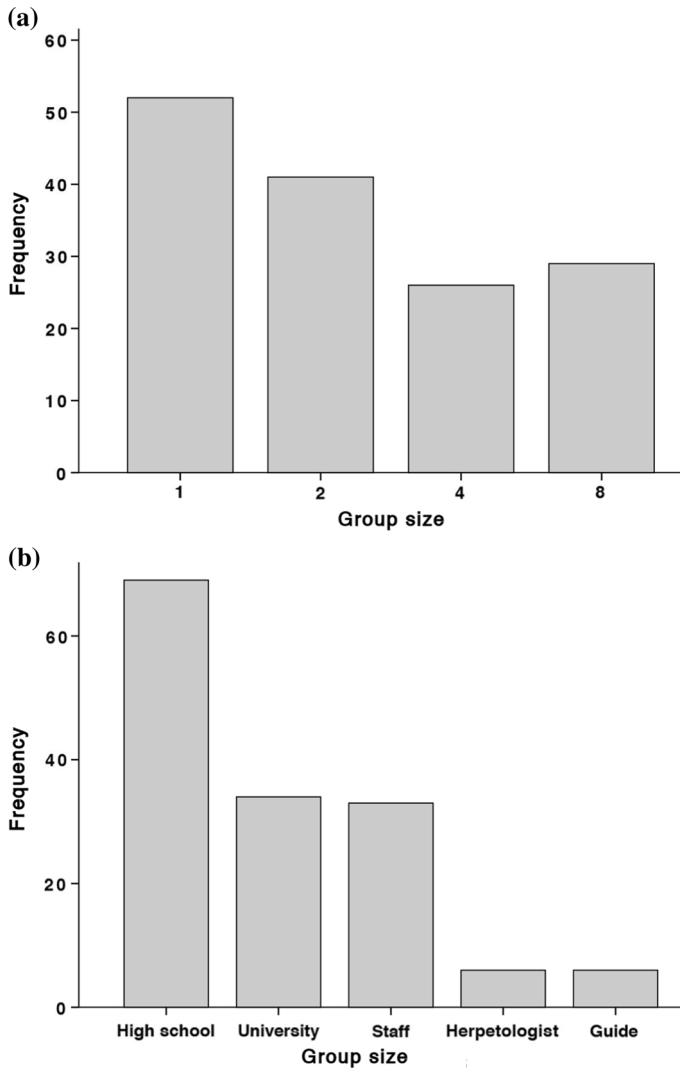 (a)
60
50
40
30
20
10
0
Frequency
1 2 4 8
Group size
(b)
60
40
20
0
Frequency
High school University Staff Herpetologist Guide
Group size